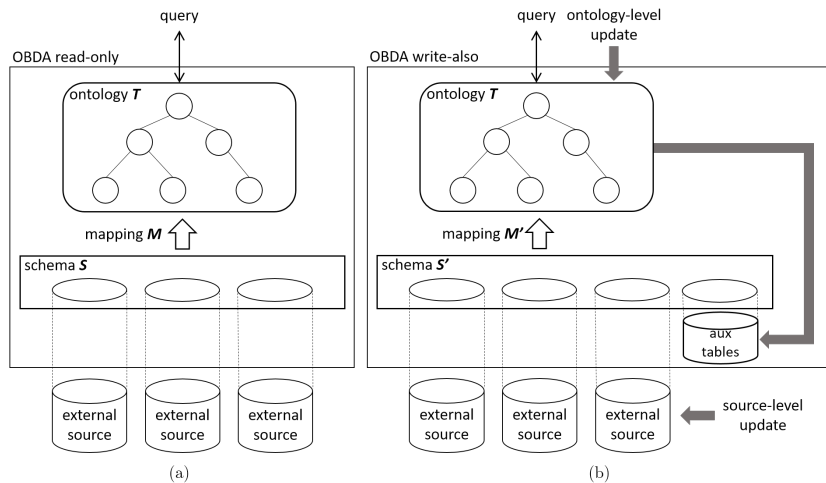 query
OBDA read-only
ontology T
mapping M
schema S
external
source
external
source
external
source
(a)
query
ontology-level
update
OBDA write-also
ontology T
mapping M’
schema S’
aux
tables
external
source
external
source
external
source
source-level
update
(b)